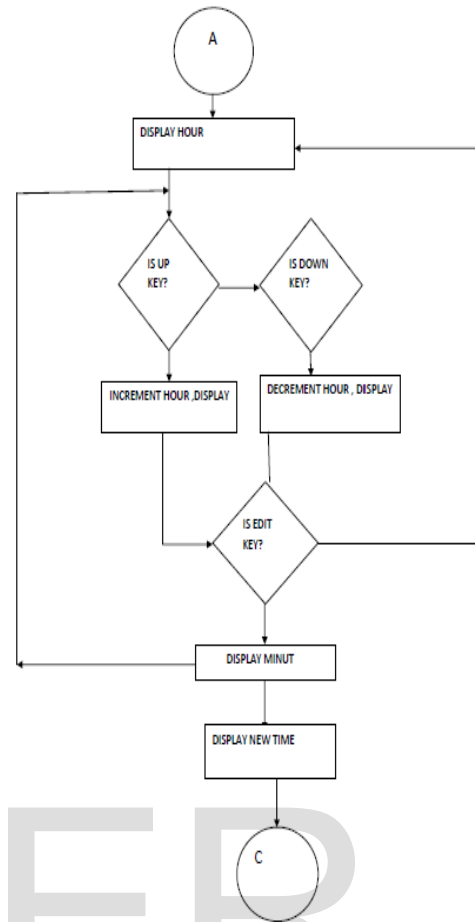 A
DISPLAY HOUR
IS UP
KEY?
IS DOWN
KEY?
INCREMENT HOUR ,DISPLAY
DECREMENT HOUR , DISPLAY
IS EDIT
KEY?
DISPLAY MINUT
DISPLAY NEW TIME
C